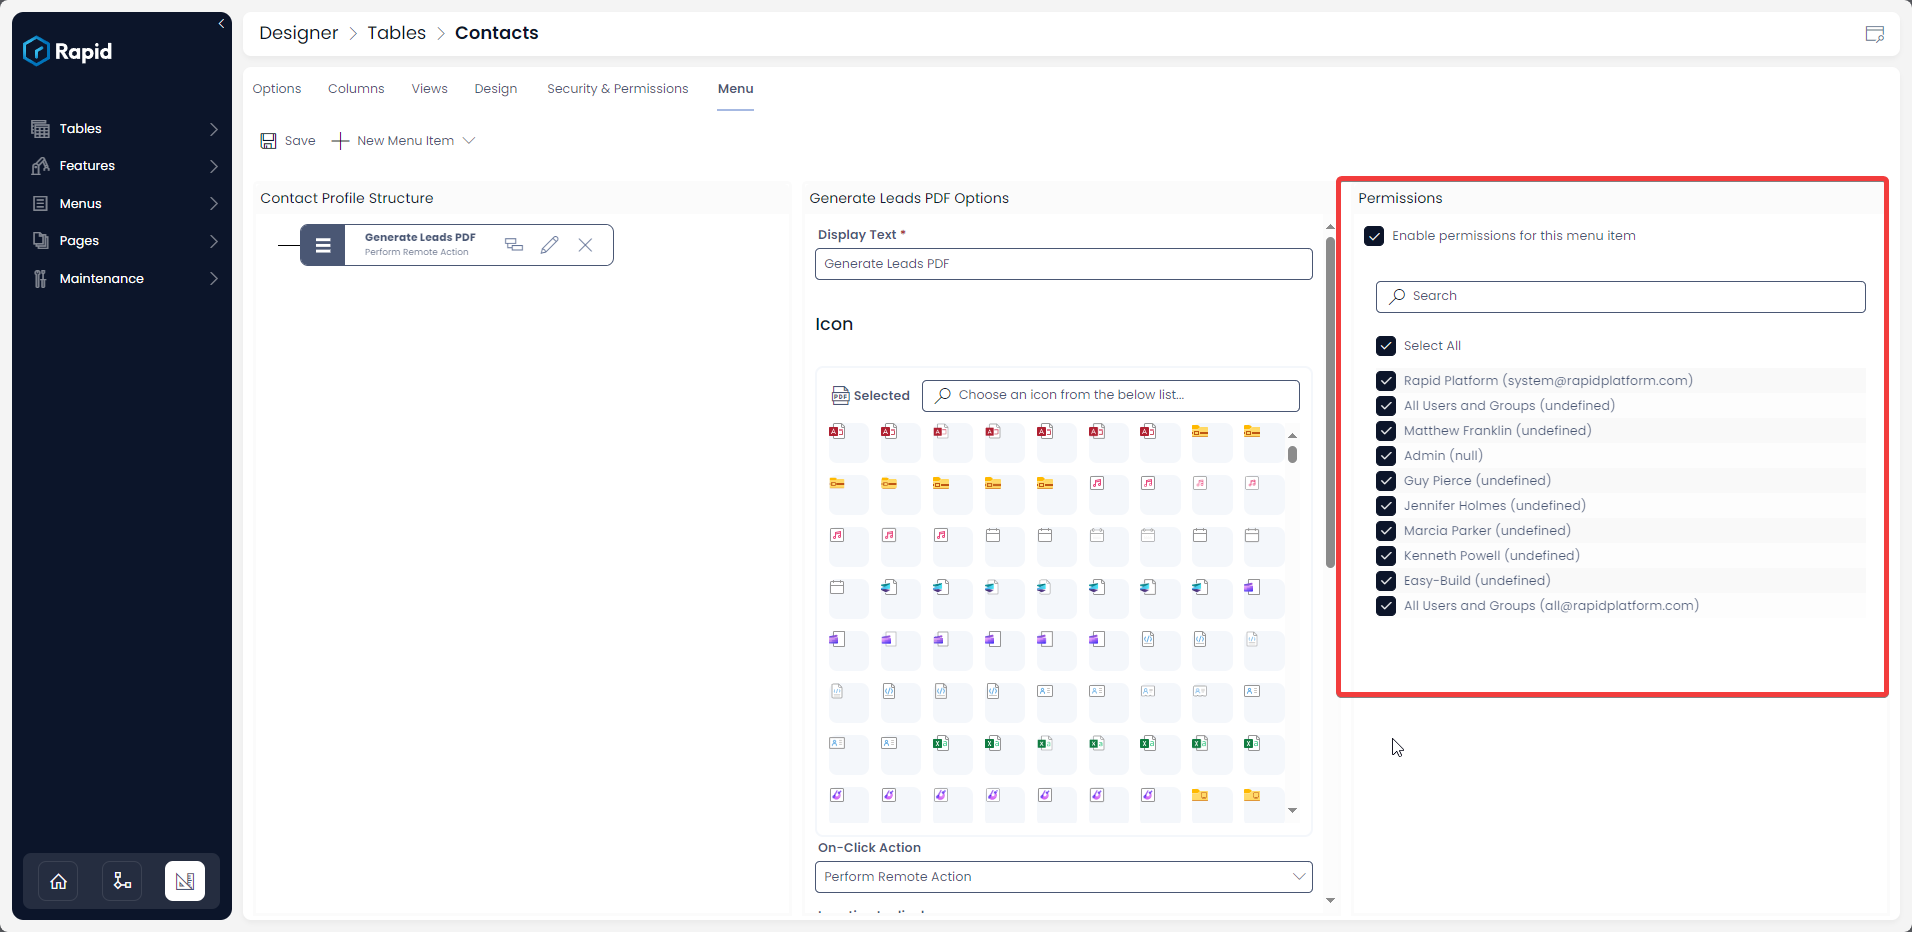 Rapid
Tables
Features
Menus
Pages
Maintenance
Designer > Tables > Contacts
Options Columns Views Design Security & Permissions Menu
Save New Menu Item
Contact Profile Structure
Generate Leads PDF
Perform Remote Action
Generate Leads PDF Options
Display Text *
Generate Leads PDF
Icon
PDF Selected Choose an icon from the below list...
On-Click Action
Perform Remote Action
Permissions
Enable permissions for this menu item
Search
Select All
Rapid Platform (system@rapidplatform.com)
All Users and Groups (undefined)
Matthew Franklin (undefined)
Admin (null)
Guy Pierce (undefined)
Jennifer Holmes (undefined)
Marcia Parker (undefined)
Kenneth Powell (undefined)
Easy-Build (undefined)
All Users and Groups (all@rapidplatform.com)